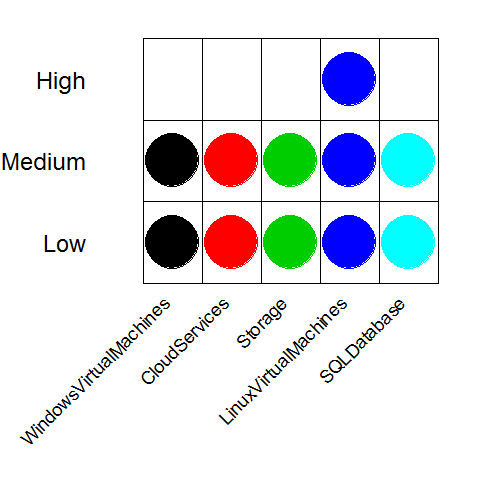 High
Medium
Low
WindowsVirtualMachines
CloudServices
Storage
LinuxVirtualMachines
SQLDatabase